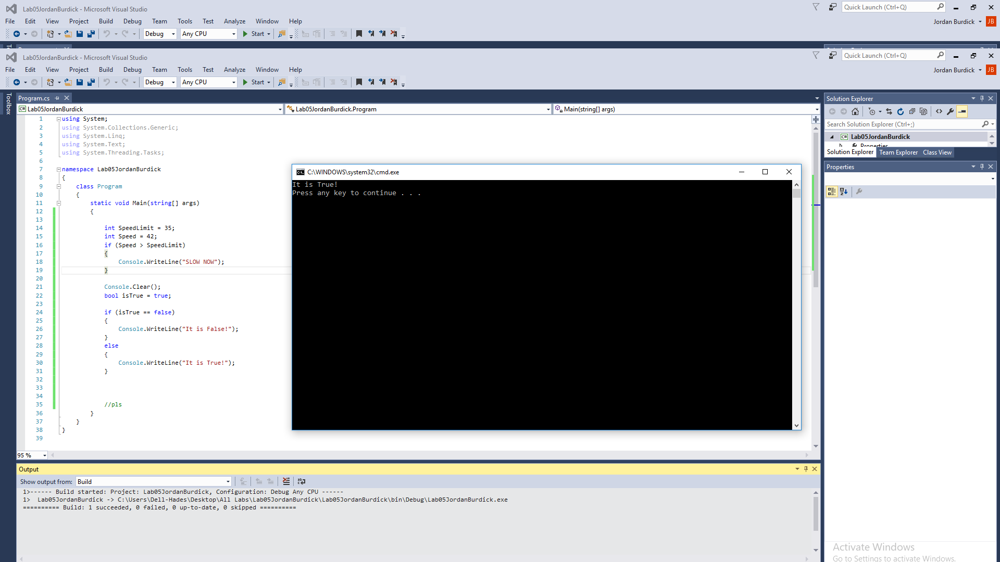 Lab05JordanBurdick - Microsoft Visual Studio
Quick Launch (Ctrl+Q)
File Edit View Project Build Debug Team Tools Test Analyze Window Help
Jordan Burdick JB
Debug Any CPU Start
Lab05JordanBurdick - Microsoft Visual Studio
Quick Launch (Ctrl+Q)
File Edit View Project Build Debug Team Tools Test Analyze Window Help
Jordan Burdick JB
Debug Any CPU Start
Toolbox
Program.cs
Lab05JordanBurdick Lab05JordanBurdick.Program Main(string[] args)
1 using System;
2 using System.Collections.Generic;
3 using System.Linq;
4 using System.Text;
5 using System.Threading.Tasks;
6
7 namespace Lab05JordanBurdick
8 {
9 class Program
10 {
11 static void Main(string[] args)
12 {
13
14 int SpeedLimit = 35;
15 int Speed = 42;
16 if (Speed > SpeedLimit)
17 {
18 Console.WriteLine("SLOW NOW");
19 }
20
21 Console.Clear();
22 bool isTrue = true;
23
24 if (isTrue == false)
25 {
26 Console.WriteLine("It is False!");
27 }
28 else
29 {
30 Console.WriteLine("It is True!");
31 }
32
33
34
35 //pls
36 }
37 }
38 }
39
95 %
C:\WINDOWS\system32\cmd.exe
It is True!
Press any key to continue . . .
Solution Explorer
Search Solution Explorer (Ctrl+;)
C# Lab05JordanBurdick
Properties
Solution Explorer Team Explorer Class View
Properties
Output
Show output from: Build
1>------ Build started: Project: Lab05JordanBurdick, Configuration: Debug Any CPU ------
1>  Lab05JordanBurdick -> C:\Users\Dell-Hades\Desktop\All Labs\Lab05JordanBurdick\Lab05JordanBurdick\bin\Debug\Lab05JordanBurdick.exe
========== Build: 1 succeeded, 0 failed, 0 up-to-date, 0 skipped ==========
Activate Windows
Go to Settings to activate Windows.